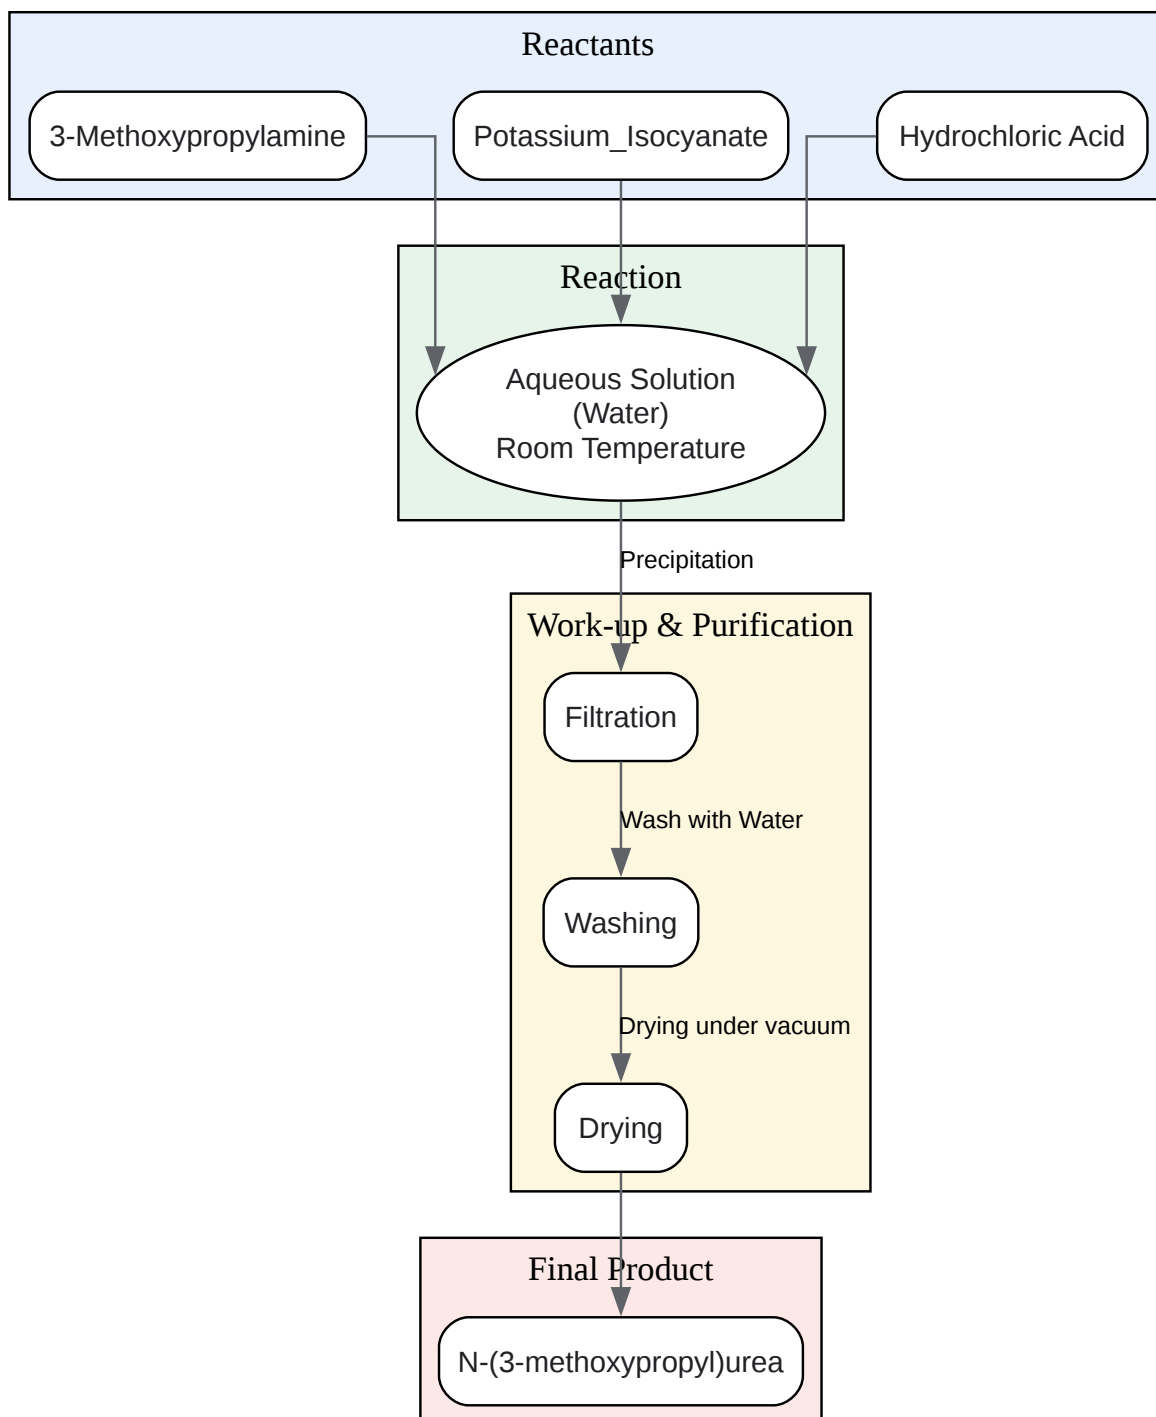 Reactants
3-Methoxypropylamine
Potassium_Isocyanate
Hydrochloric Acid
Reaction
Aqueous Solution
(Water)
Room Temperature
Precipitation
Work-up & Purification
Filtration
Wash with Water
Washing
Drying under vacuum
Drying
Final Product
N-(3-methoxypropyl)urea